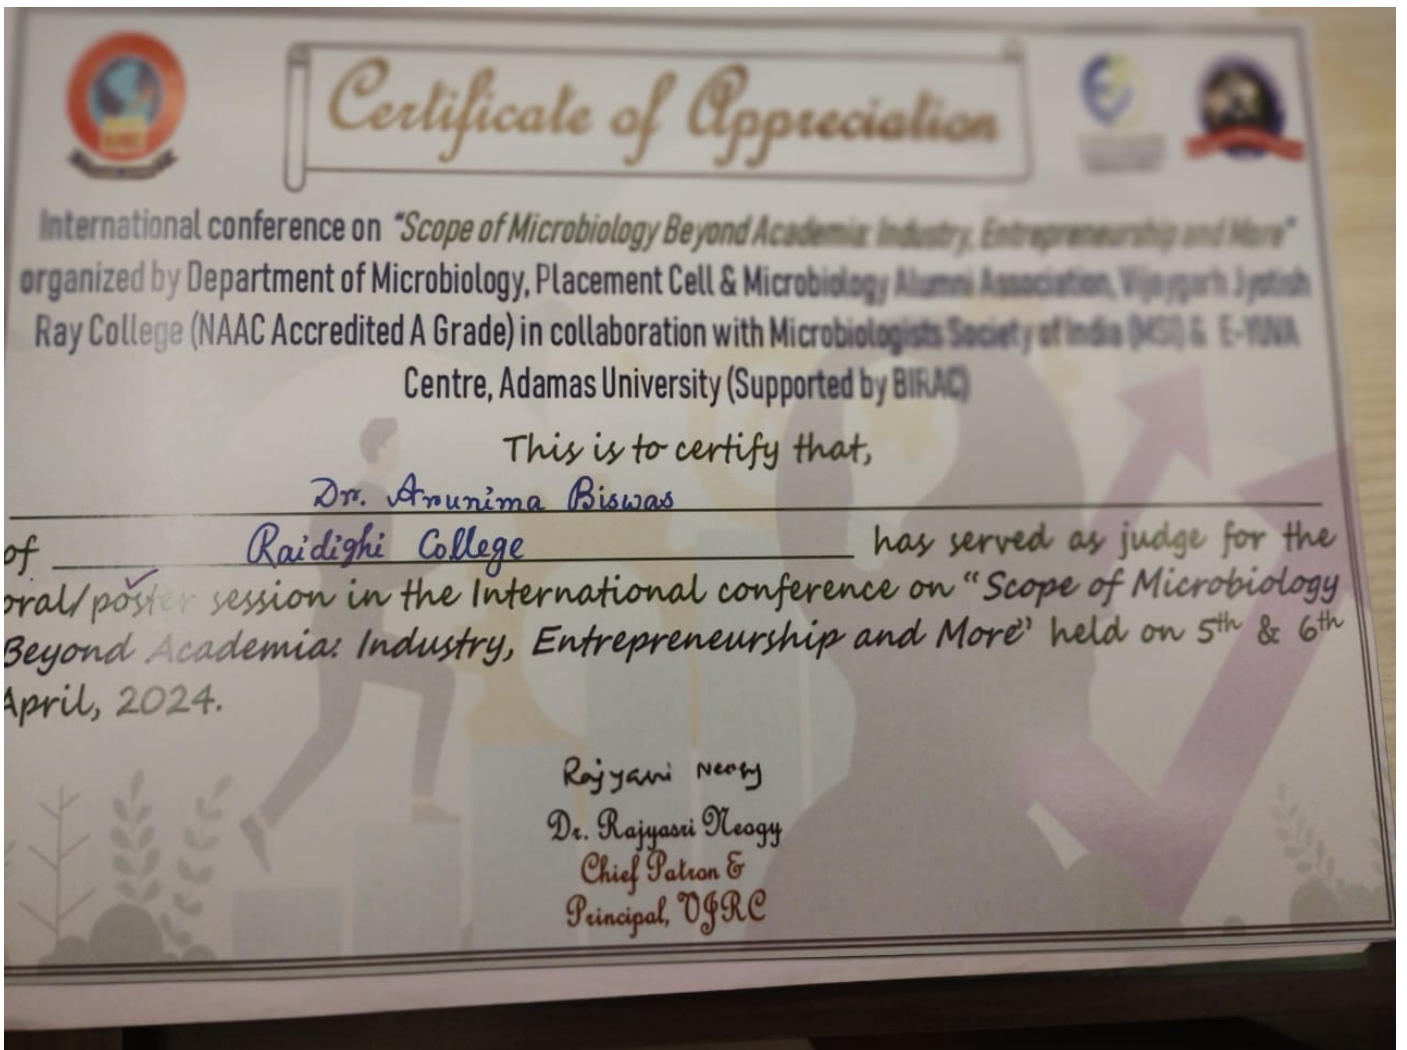 Certificate of Appreciation
International conference on "Scope of Microbiology Beyond Academia: Industry, Entrepreneurship and More"
organized by Department of Microbiology, Placement Cell & Microbiology Alumni Association, Vijaygarh Jyotish
Ray College (NAAC Accredited A Grade) in collaboration with Microbiologists Society of India (MSI) & E-YUVA
Centre, Adamas University (Supported by BIRAC)
This is to certify that,
Dr. Arunima Biswas
of Raidighi College has served as judge for the
oral/poster session in the International conference on "Scope of Microbiology
Beyond Academia: Industry, Entrepreneurship and More" held on 5th & 6th
April, 2024.
Rajyasri Neogy
Dr. Rajyasri Neogy
Chief Patron &
Principal, VJRC